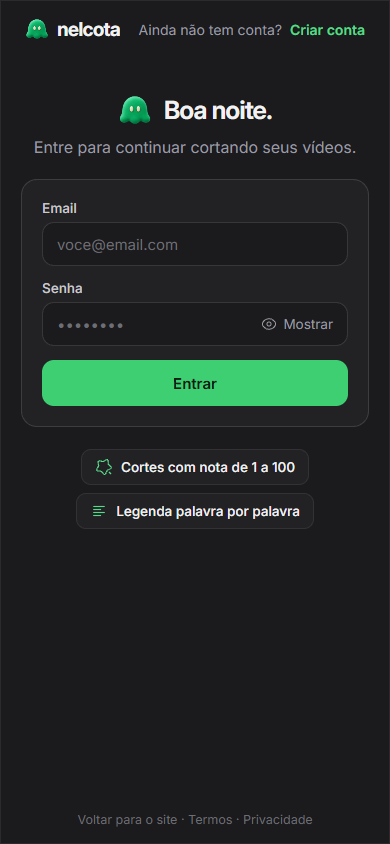 nelcota Ainda não tem conta? Criar conta
Boa noite.
Entre para continuar cortando seus vídeos.
Email
voce@email.com
Senha
•••••••• Mostrar
Entrar
Cortes com nota de 1 a 100
Legenda palavra por palavra
Voltar para o site · Termos · Privacidade